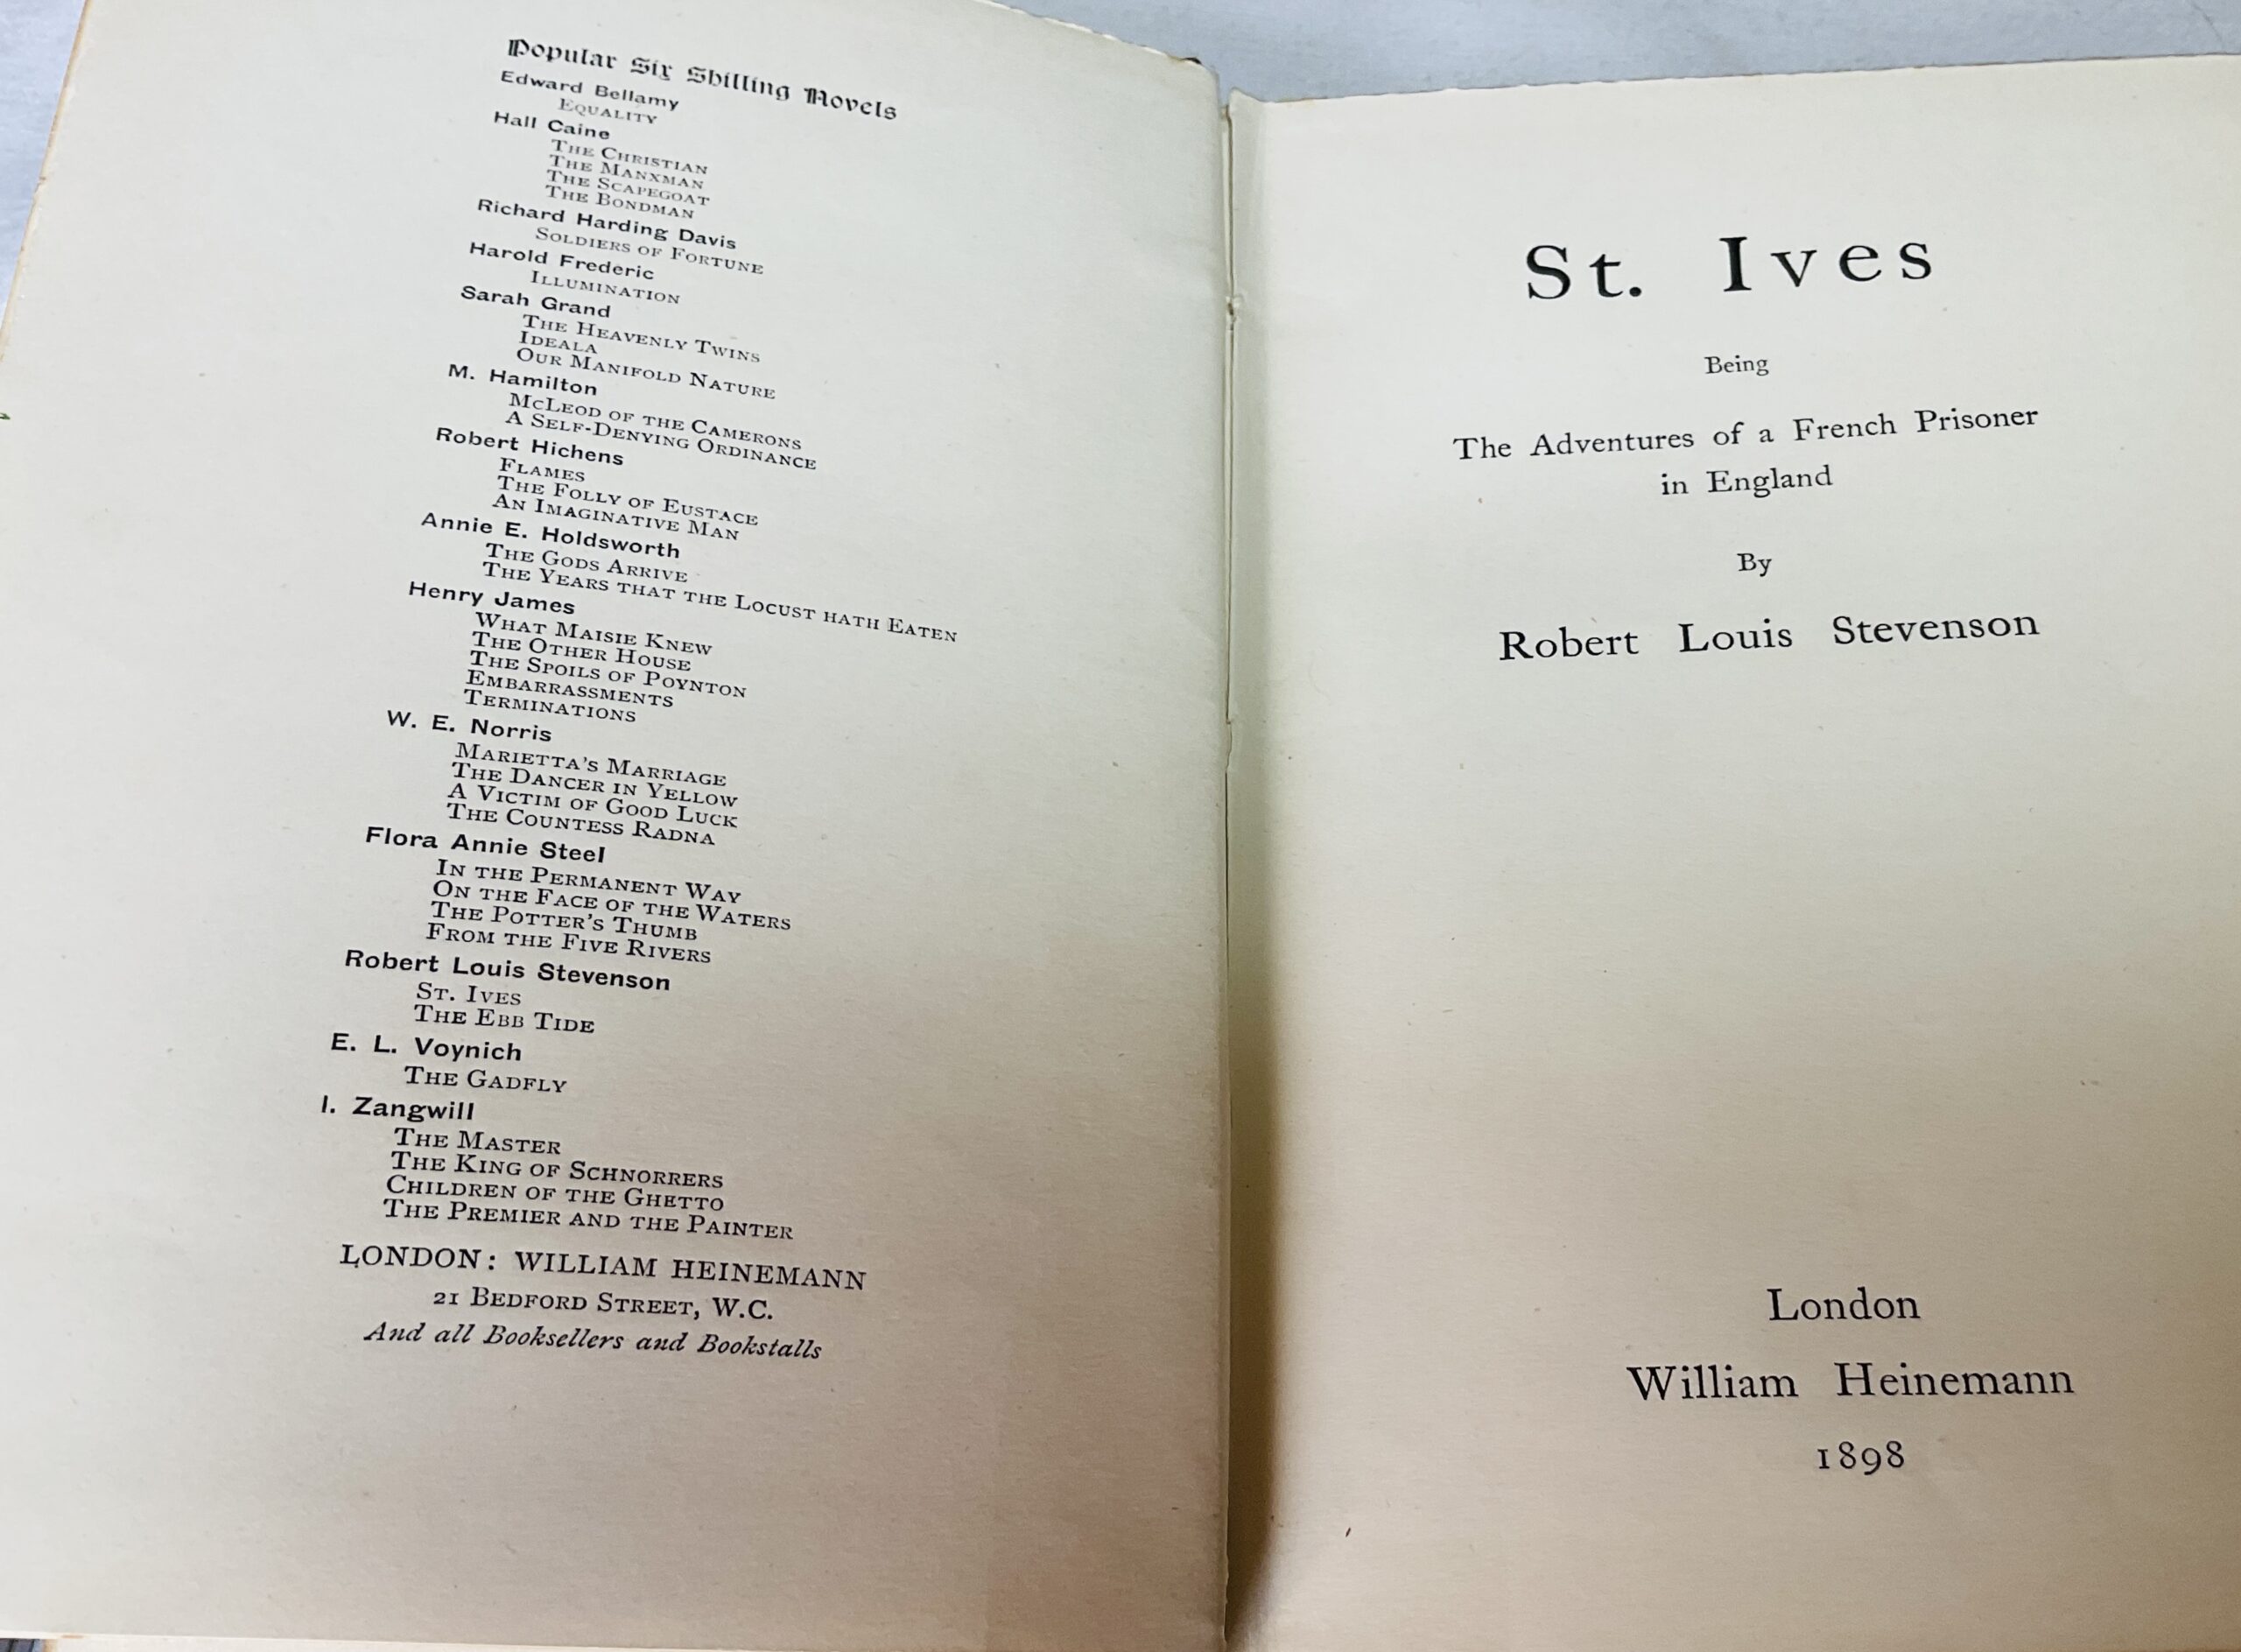 Popular Six Shilling Novels
Edward Bellamy
EQUALITY
Hall Caine
THE CHRISTIAN
THE MANXMAN
THE SCAPEGOAT
THE BONDMAN
Richard Harding Davis
SOLDIERS OF FORTUNE
Harold Frederic
ILLUMINATION
Sarah Grand
THE HEAVENLY TWINS
IDEALA
OUR MANIFOLD NATURE
M. Hamilton
MCLEOD OF THE CAMERONS
A SELF-DENYING ORDINANCE
Robert Hichens
FLAMES
THE FOLLY OF EUSTACE
AN IMAGINATIVE MAN
Annie E. Holdsworth
THE GODS ARRIVE
THE YEARS THAT THE LOCUST HATH EATEN
Henry James
WHAT MAISIE KNEW
THE OTHER HOUSE
THE SPOILS OF POYNTON
EMBARRASSMENTS
TERMINATIONS
W. E. Norris
MARIETTA'S MARRIAGE
THE DANCER IN YELLOW
A VICTIM OF GOOD LUCK
THE COUNTESS RADNA
Flora Annie Steel
IN THE PERMANENT WAY
ON THE FACE OF THE WATERS
THE POTTER'S THUMB
FROM THE FIVE RIVERS
Robert Louis Stevenson
ST. IVES
THE EBB TIDE
E. L. Voynich
THE GADFLY
I. Zangwill
THE MASTER
THE KING OF SCHNORRERS
CHILDREN OF THE GHETTO
THE PREMIER AND THE PAINTER
LONDON: WILLIAM HEINEMANN
21 BEDFORD STREET, W.C.
And all Booksellers and Bookstalls
St. Ives
Being
The Adventures of a French Prisoner
in England
By
Robert Louis Stevenson
London
William Heinemann
1898